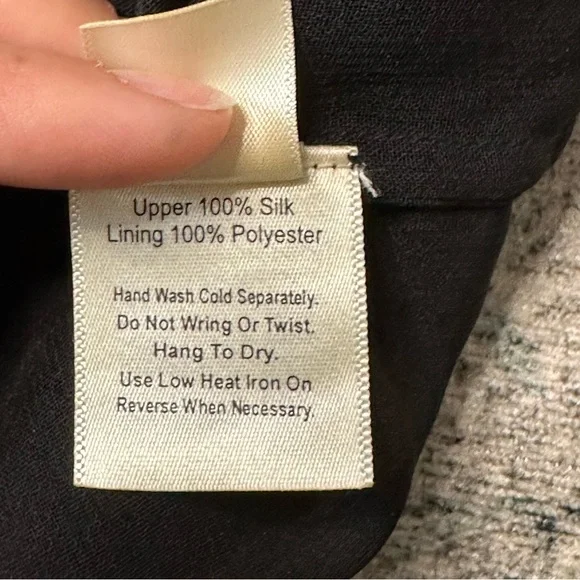 Upper 100% Silk
Lining 100% Polyester
Hand Wash Cold Separately.
Do Not Wring Or Twist.
Hang To Dry.
Use Low Heat Iron On
Reverse When Necessary.